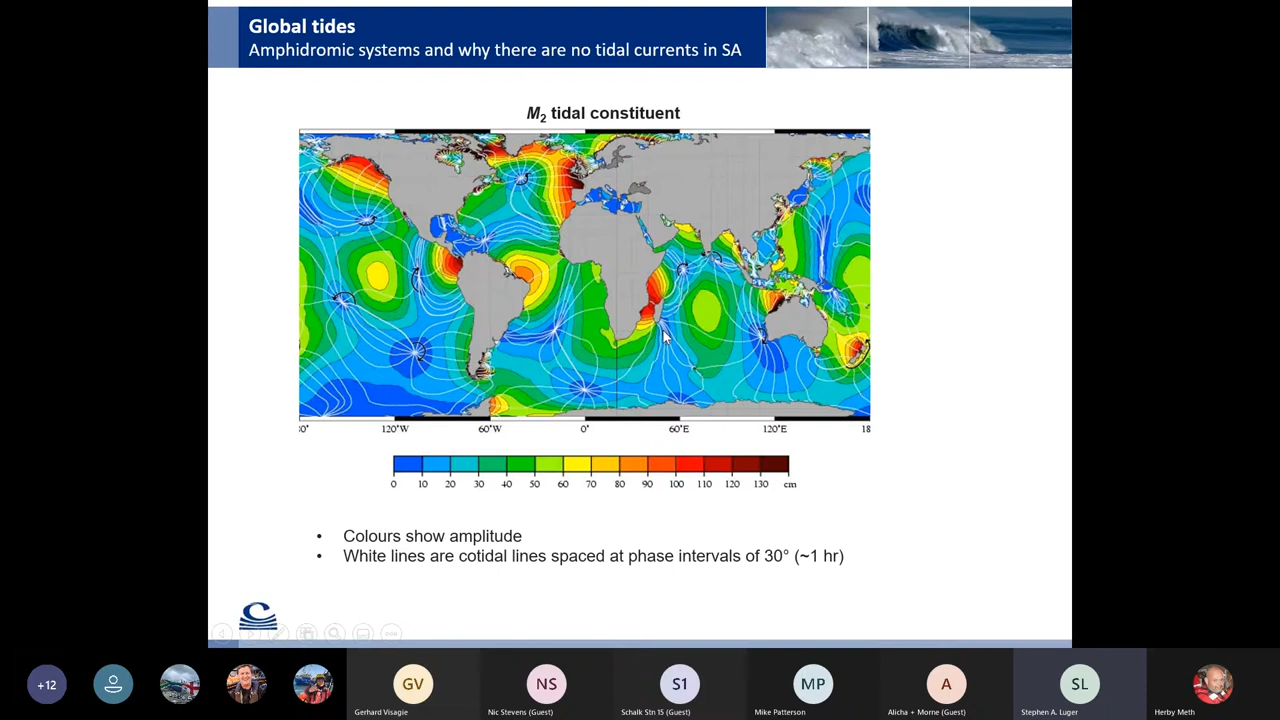 Global tides
Amphidromic systems and why there are no tidal currents in SA
M2 tidal constituent
30° 120°W 60°W 0° 60°E 120°E 18
0 10 20 30 40 50 60 70 80 90 100 110 120 130 cm
• Colours show amplitude
• White lines are cotidal lines spaced at phase intervals of 30° (~1 hr)
+12 GV NS S1 MP A SL
Gerhard Visagie Nic Stevens (Guest) Schalk Stn 15 (Guest) Mike Patterson Alicha + Morne (Guest) Stephen A. Luger Herby Meth